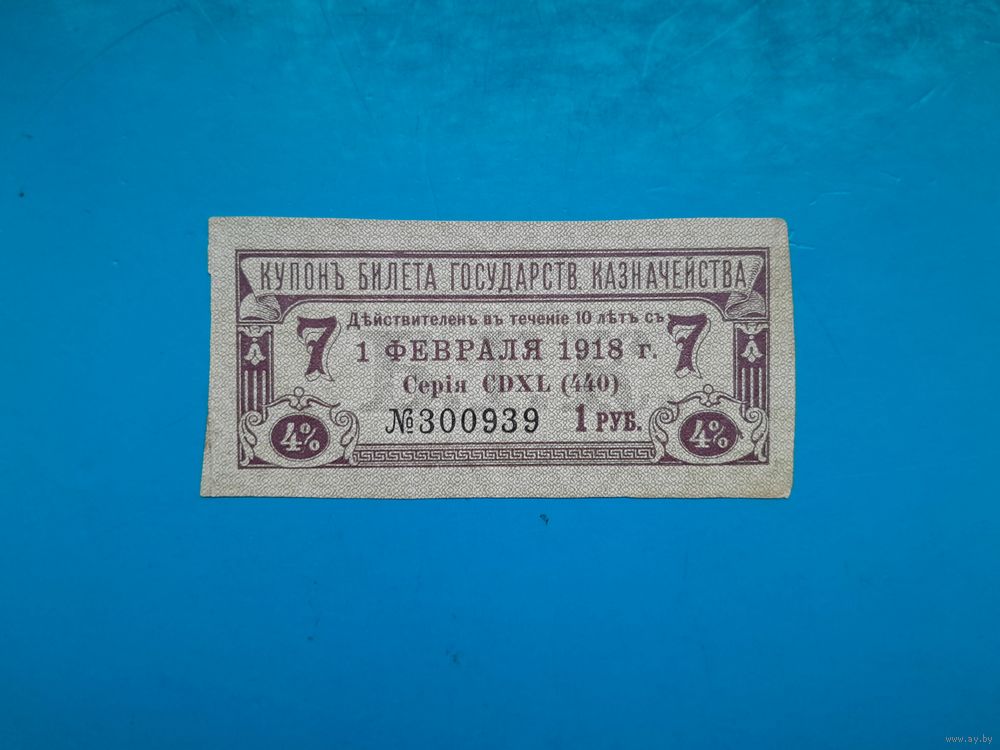 КУПОНЪ БИЛЕТА ГОСУДАРСТВ. КАЗНАЧЕЙСТВА
7 Дѣйствителенъ въ теченіе 10 лѣтъ съ 7
1 ФЕВРАЛЯ 1918 г.
Серія CDXL (440)
4% №300939 1 РУБ. 4%
www.ay.by